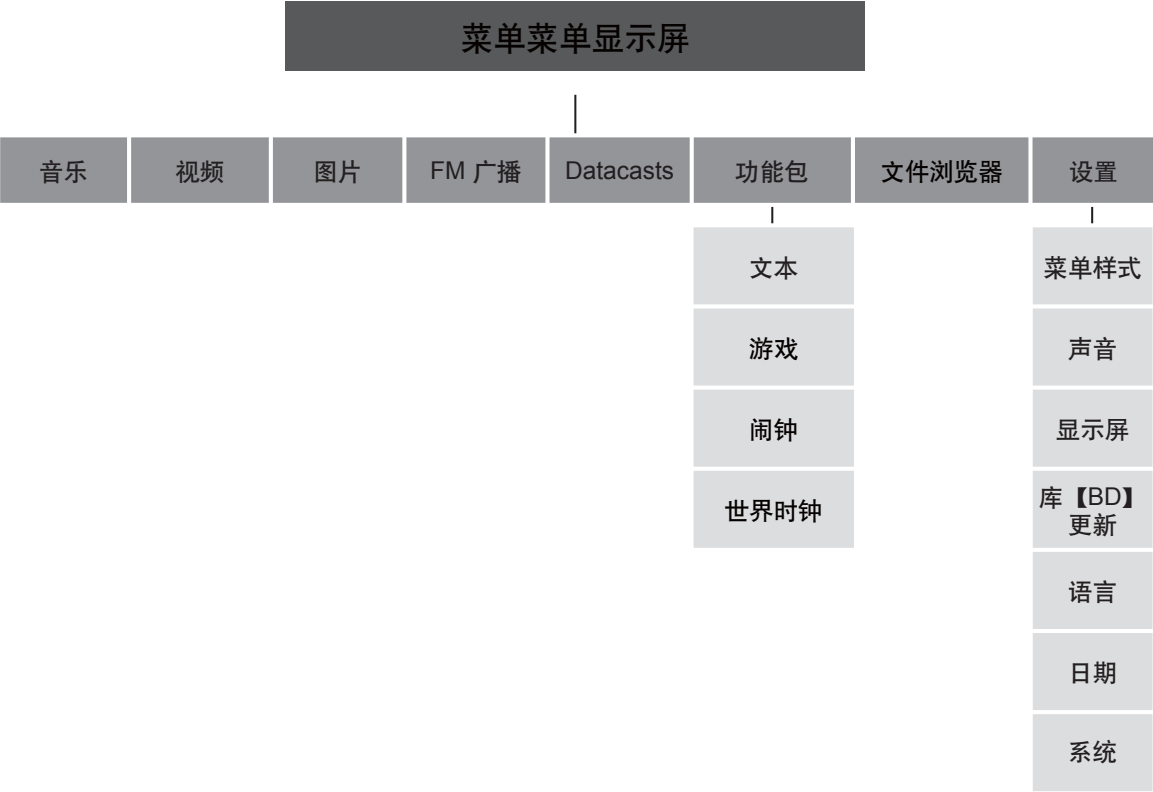 菜单菜单显示屏
音乐
视频
图片
FM 广播
Datacasts
功能包
文件浏览器
设置
文本
游戏
闹钟
世界时钟
菜单样式
声音
显示屏
库【BD】
更新
语言
日期
系统